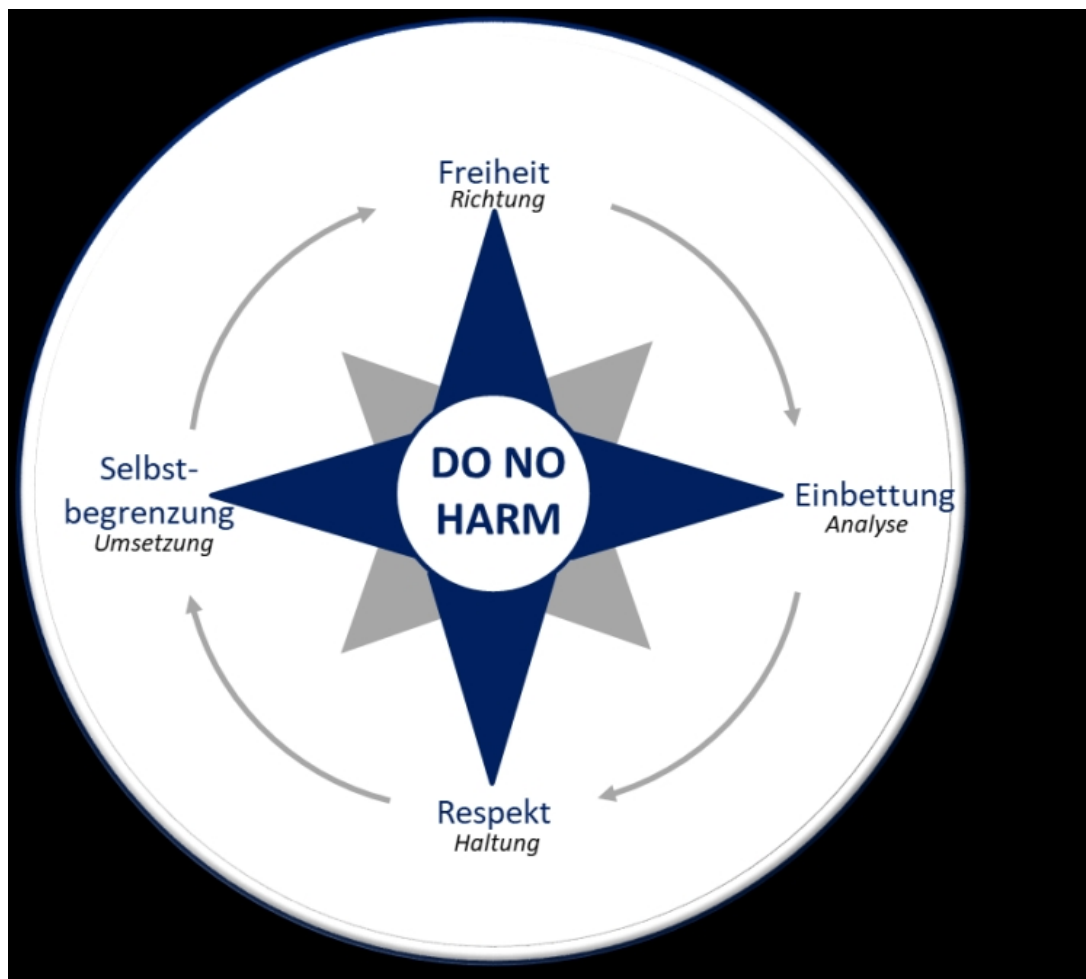 Freiheit
Richtung
Selbst-
begrenzung
Umsetzung
DO NO
HARM
Einbettung
Analyse
Respekt
Haltung